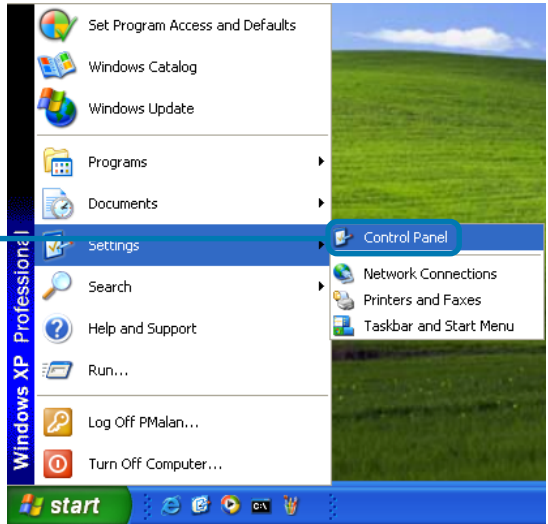 Set Program Access and Defaults
Windows Catalog
Windows Update
Programs
Documents
Settings
Search
Help and Support
Run...
Log Off PMalan...
Turn Off Computer...
Control Panel
Network Connections
Printers and Faxes
Taskbar and Start Menu
Windows XP Professional
start